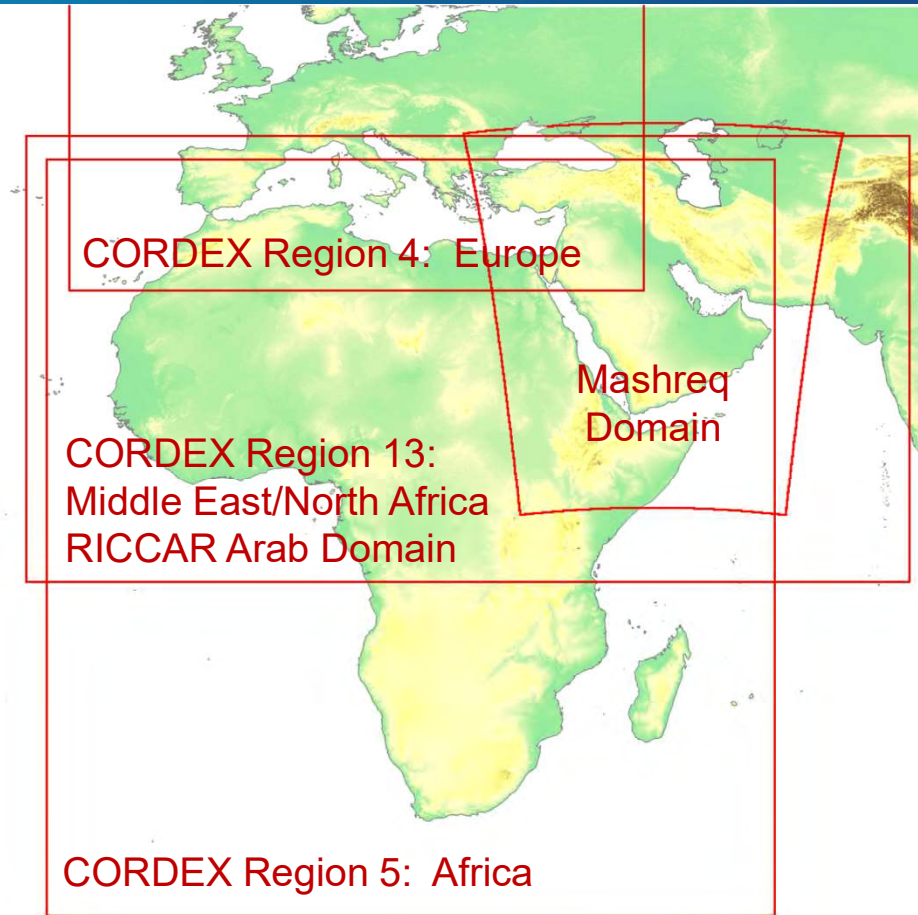 CORDEX Region 4:  Europe
Mashreq
Domain
CORDEX Region 13:
Middle East/North Africa
RICCAR Arab Domain
CORDEX Region 5:  Africa